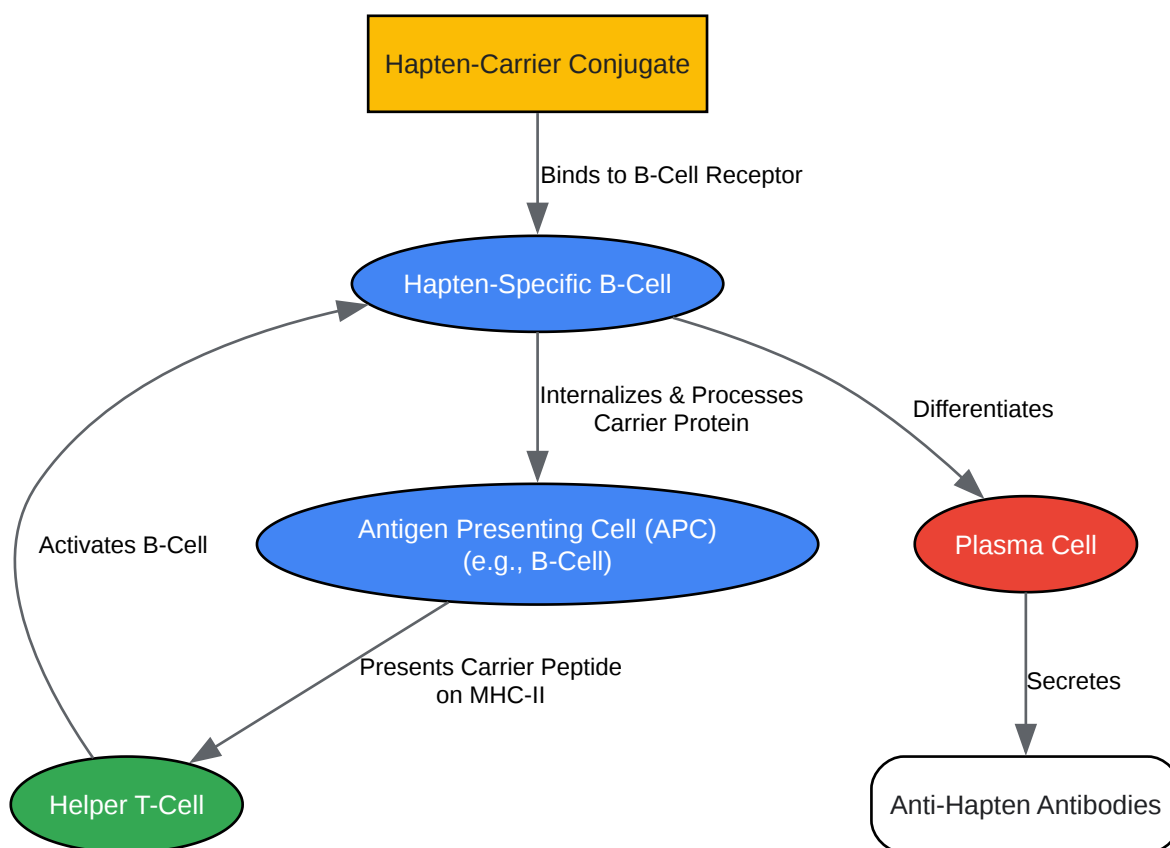 Hapten-Carrier Conjugate
Binds to B-Cell Receptor
Hapten-Specific B-Cell
Internalizes & Processes
Carrier Protein
Differentiates
Activates B-Cell
Antigen Presenting Cell (APC)
(e.g., B-Cell)
Plasma Cell
Presents Carrier Peptide
on MHC-II
Secretes
Helper T-Cell
Anti-Hapten Antibodies